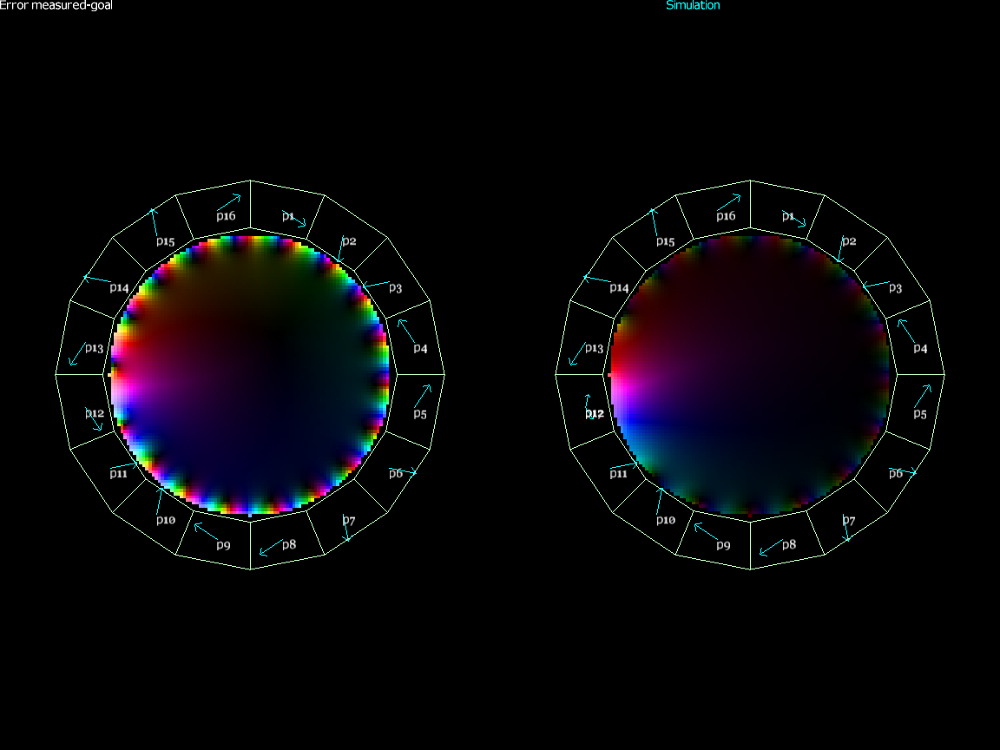 Error measured-goal
Simulation
p16
p1
p15
p2
p14
p3
p13
p4
p12
p5
p11
p6
p10
p7
p9
p8
p16
p1
p15
p2
p14
p3
p13
p4
p12
p5
p11
p6
p10
p7
p9
p8